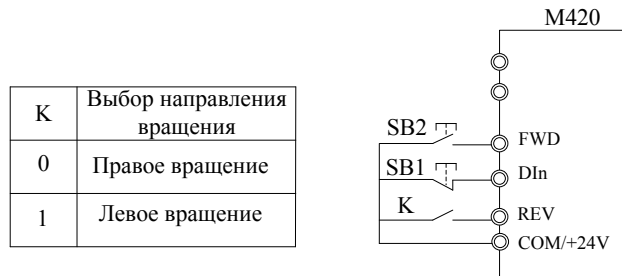 K
Выбор направления
вращения
0
Правое вращение
1
Левое вращение
M420
SB2
FWD
SB1
DIn
K
REV
COM/+24V